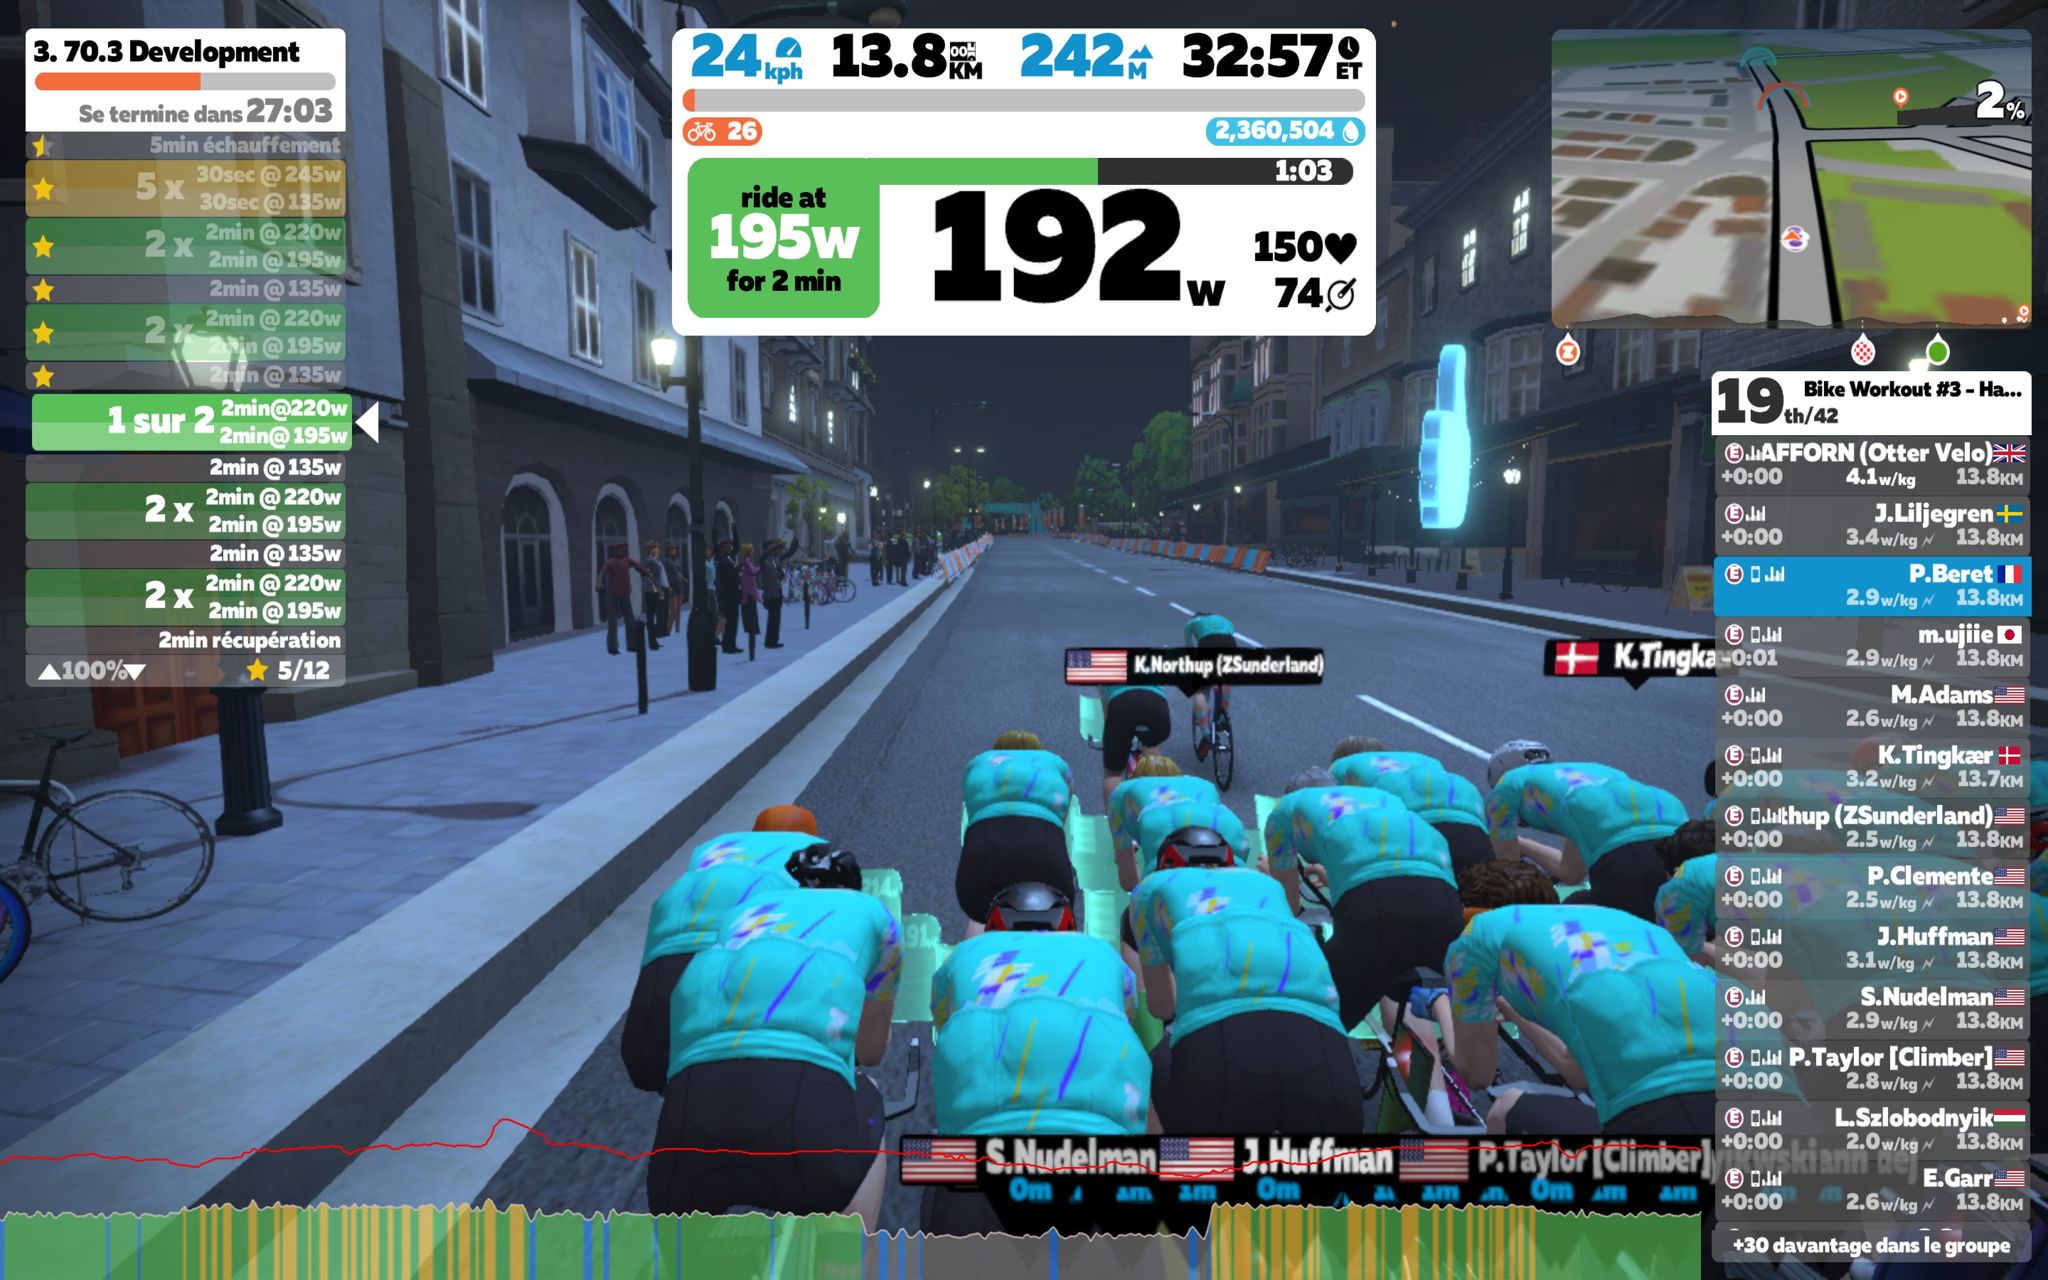 3. 70.3 Development
Se termine dans 27:03
5min échauffement
5 x 30sec @ 245w
30sec @ 135w
2 x 2min @ 220w
2min @ 195w
2min @ 135w
2 x 2min @ 220w
2min @ 195w
2min @ 135w
1 sur 2 2min@220w
2min@ 195w
2min @ 135w
2 x 2min @ 220w
2min @ 195w
2min @ 135w
2 x 2min @ 220w
2min @ 195w
2min récupération
100% 5/12
24 kph 13.8 KM 242 M 32:57 ET
26 2,360,504
1:03
ride at
195w
for 2 min
192 w
150
74
2%
19th/42 Bike Workout #3 - Ha...
E AFFORN (Otter Velo)
+0:00 4.1w/kg 13.8KM
E J.Liljegren
+0:00 3.4w/kg 13.8KM
E P.Beret
2.9w/kg 13.8KM
E m.ujiie
-0:01 2.9w/kg 13.8KM
E M.Adams
+0:00 2.6w/kg 13.8KM
E K.Tingkær
+0:00 3.2w/kg 13.7KM
E thup (ZSunderland)
+0:00 2.5w/kg 13.8KM
E P.Clemente
+0:00 2.5w/kg 13.8KM
E J.Huffman
+0:00 3.1w/kg 13.8KM
E S.Nudelman
+0:00 2.9w/kg 13.8KM
E P.Taylor [Climber]
+0:00 2.8w/kg 13.8KM
E L.Szlobodnyik
+0:00 2.0w/kg 13.8KM
E E.Garr
+0:00 2.6w/kg 13.8KM
+30 davantage dans le groupe
K.Northup (ZSunderland)
K.Tingka
S.Nudelman J.Huffman P.Taylor [Climber]
0m 1m 1m 0m 1m 0m 1m